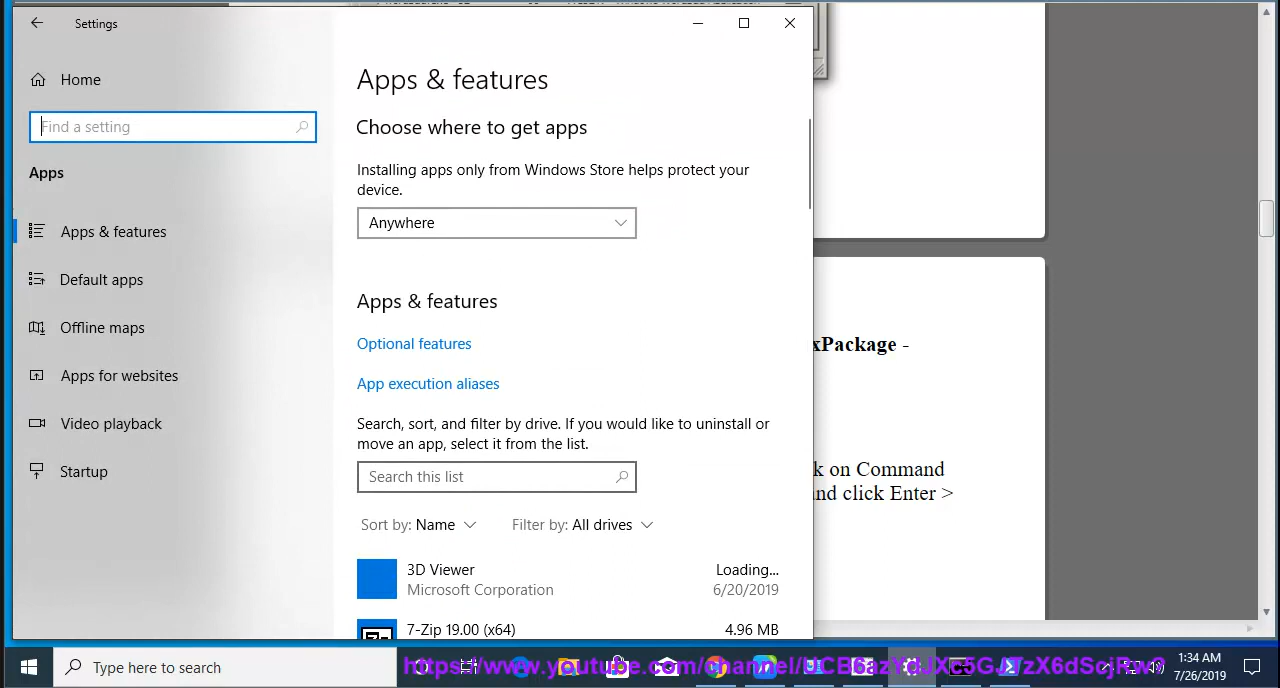 Settings
Home
Find a setting
Apps
Apps & features
Default apps
Offline maps
Apps for websites
Video playback
Startup
Apps & features
Choose where to get apps
Installing apps only from Windows Store helps protect your
device.
Anywhere
Apps & features
Optional features
App execution aliases
Search, sort, and filter by drive. If you would like to uninstall or
move an app, select it from the list.
Search this list
Sort by: Name
Filter by: All drives
3D Viewer
Loading...
Microsoft Corporation
6/20/2019
7-Zip 19.00 (x64)
4.96 MB
xPackage -
k on Command
and click Enter >
Type here to search
1:34 AM
7/26/2019